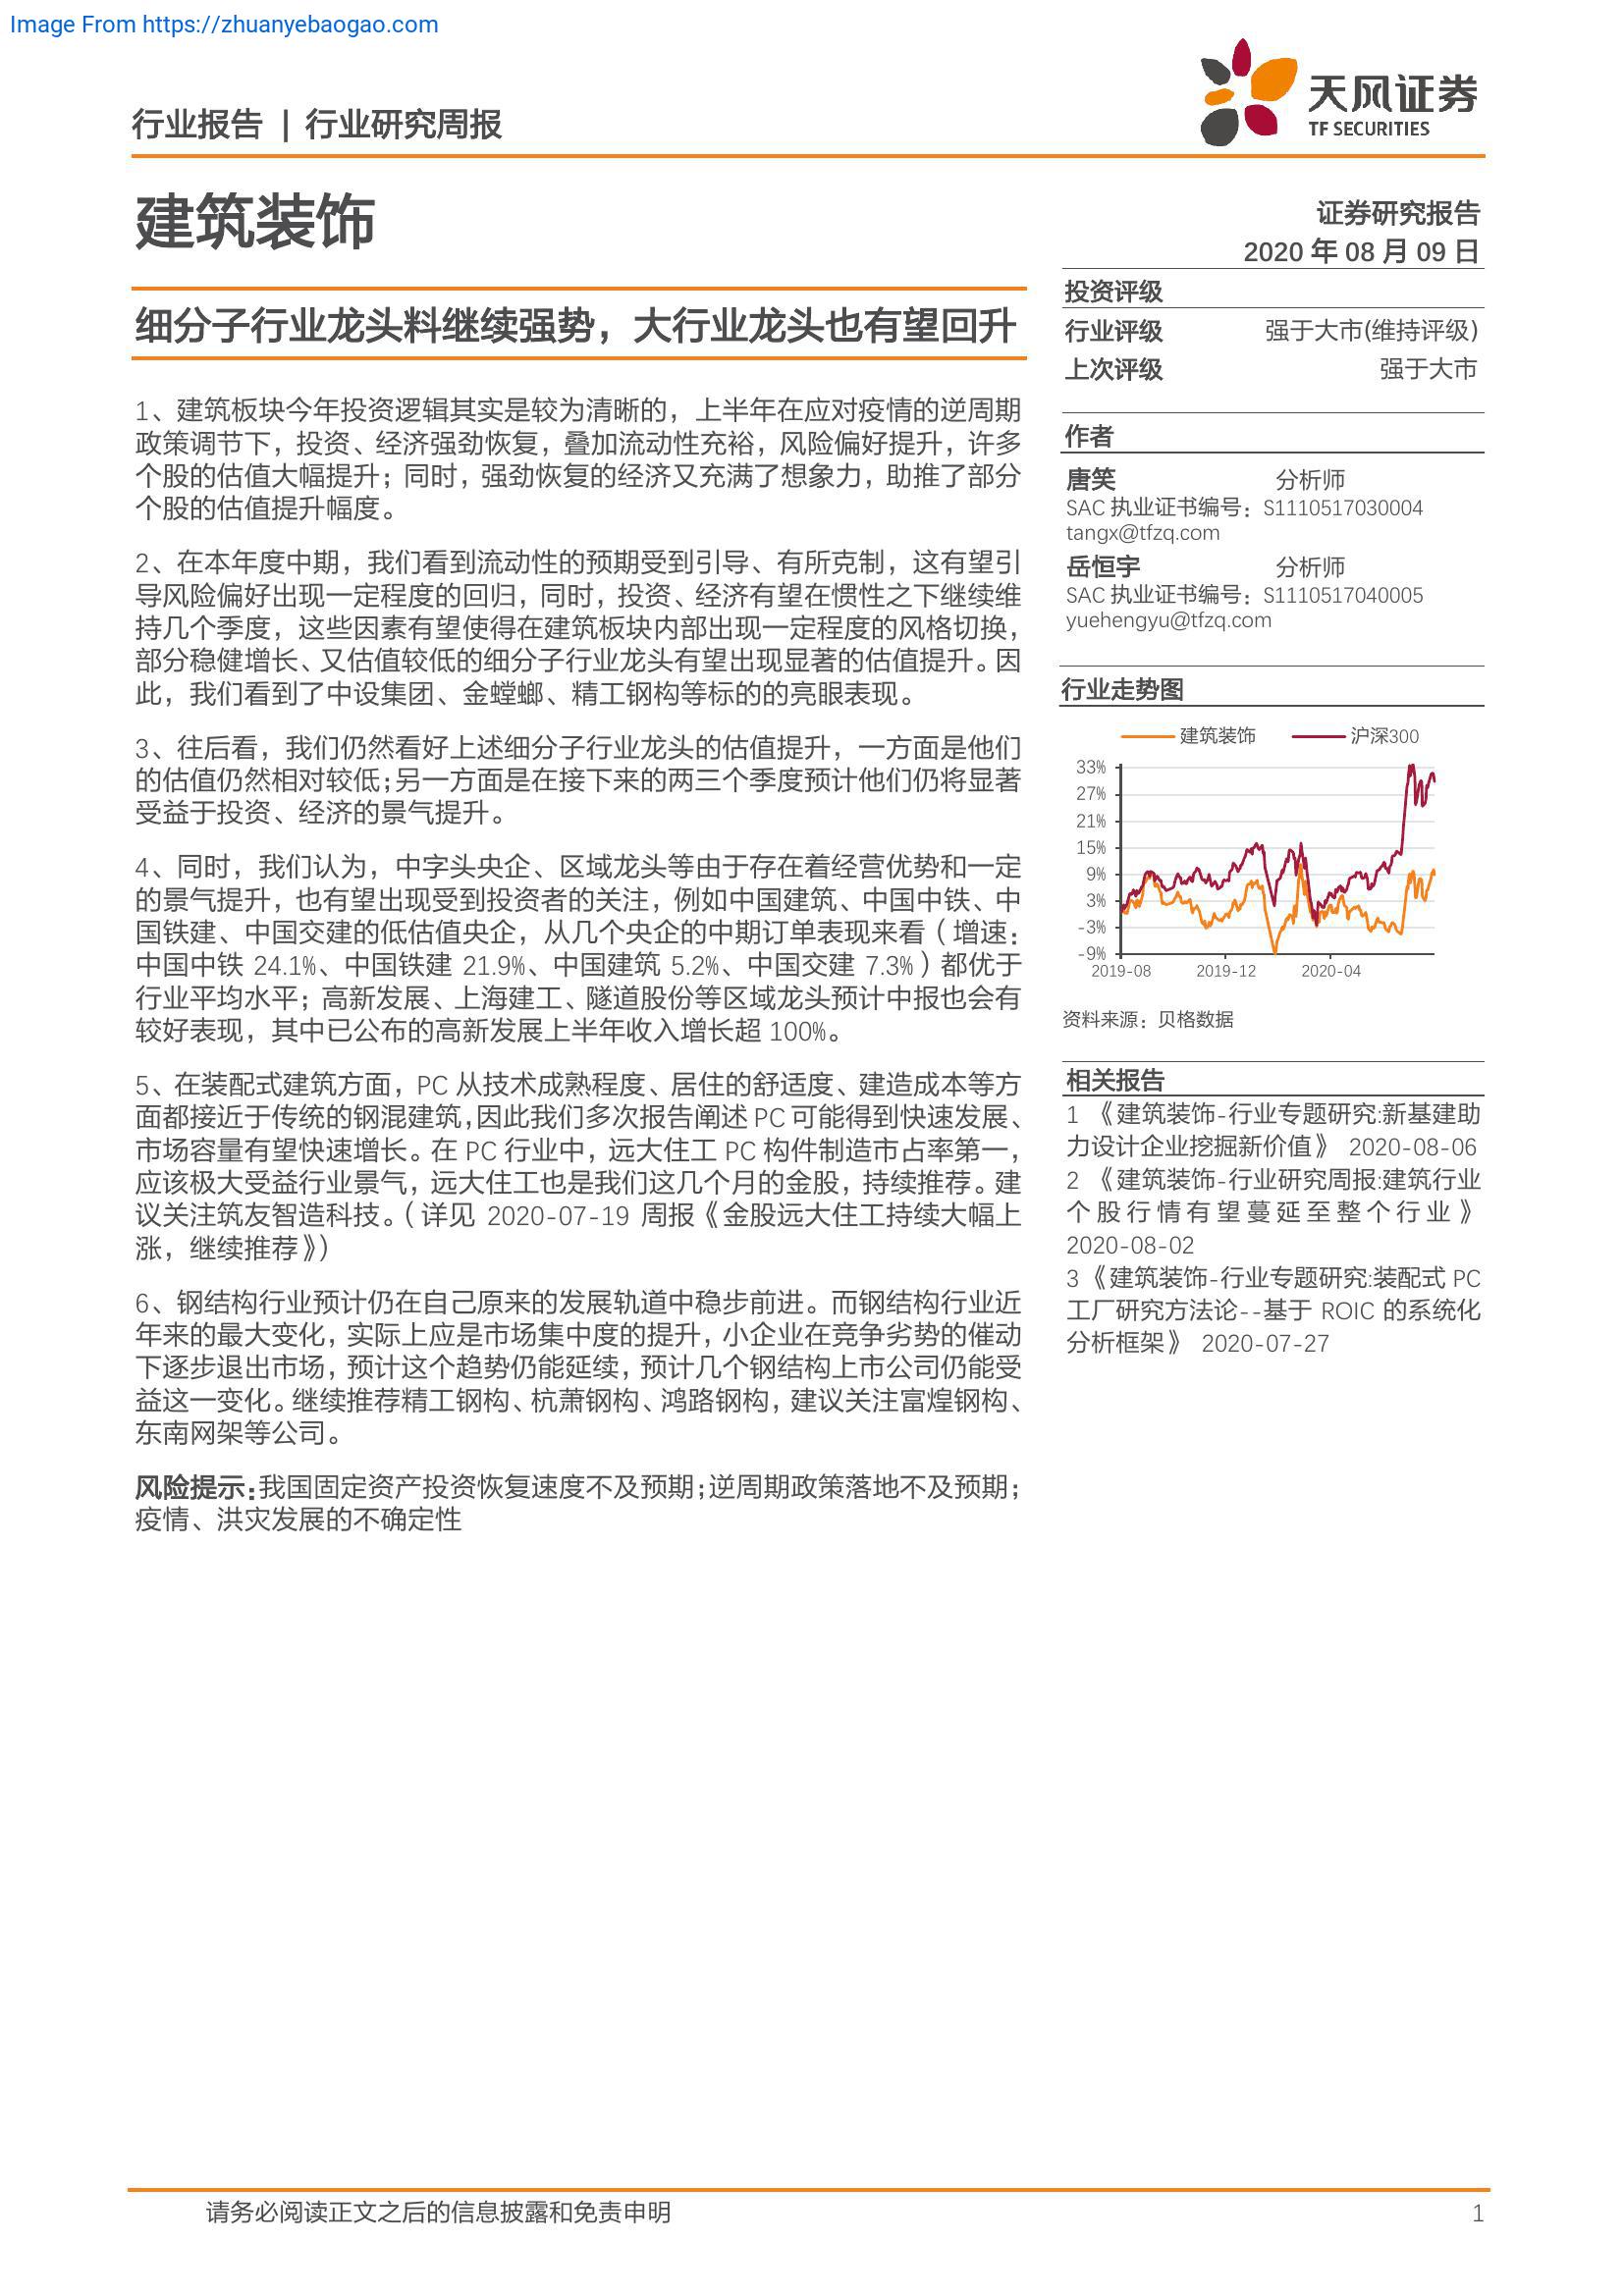 Image From https://zhuanyebaogao.com
行业报告 | 行业研究周报
天风证券
TF SECURITIES
建筑装饰
证券研究报告
2020 年 08 月 09 日
细分子行业龙头料继续强势，大行业龙头也有望回升
1、建筑板块今年投资逻辑其实是较为清晰的，上半年在应对疫情的逆周期
政策调节下，投资、经济强劲恢复，叠加流动性充裕，风险偏好提升，许多
个股的估值大幅提升；同时，强劲恢复的经济又充满了想象力，助推了部分
个股的估值提升幅度。
2、在本年度中期，我们看到流动性的预期受到引导、有所克制，这有望引
导风险偏好出现一定程度的回归，同时，投资、经济有望在惯性之下继续维
持几个季度，这些因素有望使得在建筑板块内部出现一定程度的风格切换，
部分稳健增长、又估值较低的细分子行业龙头有望出现显著的估值提升。因
此，我们看到了中设集团、金螳螂、精工钢构等标的的亮眼表现。
3、往后看，我们仍然看好上述细分子行业龙头的估值提升，一方面是他们
的估值仍然相对较低；另一方面是在接下来的两三个季度预计他们仍将显著
受益于投资、经济的景气提升。
4、同时，我们认为，中字头央企、区域龙头等由于存在着经营优势和一定
的景气提升，也有望出现受到投资者的关注，例如中国建筑、中国中铁、中
国铁建、中国交建的低估值央企，从几个央企的中期订单表现来看（增速：
中国中铁 24.1%、中国铁建 21.9%、中国建筑 5.2%、中国交建 7.3%）都优于
行业平均水平；高新发展、上海建工、隧道股份等区域龙头预计中报也会有
较好表现，其中已公布的高新发展上半年收入增长超 100%。
5、在装配式建筑方面，PC 从技术成熟程度、居住的舒适度、建造成本等方
面都接近于传统的钢混建筑，因此我们多次报告阐述 PC 可能得到快速发展、
市场容量有望快速增长。在 PC 行业中，远大住工 PC 构件制造市占率第一，
应该极大受益行业景气，远大住工也是我们这几个月的金股，持续推荐。建
议关注筑友智造科技。（详见 2020-07-19 周报《金股远大住工持续大幅上
涨，继续推荐》）
6、钢结构行业预计仍在自己原来的发展轨道中稳步前进。而钢结构行业近
年来的最大变化，实际上应是市场集中度的提升，小企业在竞争劣势的催动
下逐步退出市场，预计这个趋势仍能延续，预计几个钢结构上市公司仍能受
益这一变化。继续推荐精工钢构、杭萧钢构、鸿路钢构，建议关注富煌钢构、
东南网架等公司。
风险提示：我国固定资产投资恢复速度不及预期；逆周期政策落地不及预期；
疫情、洪灾发展的不确定性
投资评级
行业评级 强于大市(维持评级)
上次评级 强于大市
作者
唐笑 分析师
SAC 执业证书编号：S1110517030004
tangx@tfzq.com
岳恒宇 分析师
SAC 执业证书编号：S1110517040005
yuehengyu@tfzq.com
行业走势图
建筑装饰 沪深300
33%
27%
21%
15%
9%
3%
-3%
-9%
2019-08 2019-12 2020-04
资料来源：贝格数据
相关报告
1 《建筑装饰-行业专题研究:新基建助
力设计企业挖掘新价值》 2020-08-06
2 《建筑装饰-行业研究周报:建筑行业
个股行情有望蔓延至整个行业》
2020-08-02
3 《建筑装饰-行业专题研究:装配式 PC
工厂研究方法论--基于 ROIC 的系统化
分析框架》 2020-07-27
请务必阅读正文之后的信息披露和免责申明 1